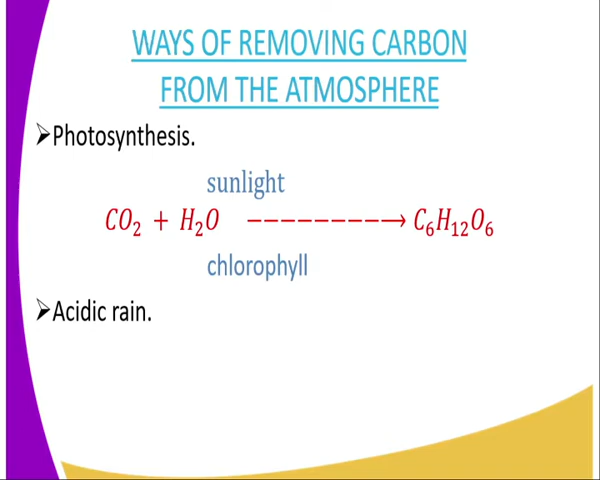 WAYS OF REMOVING CARBON
FROM THE ATMOSPHERE
➢Photosynthesis.
sunlight
CO₂ + H₂O ----------→ C₆H₁₂O₆
chlorophyll
➢Acidic rain.